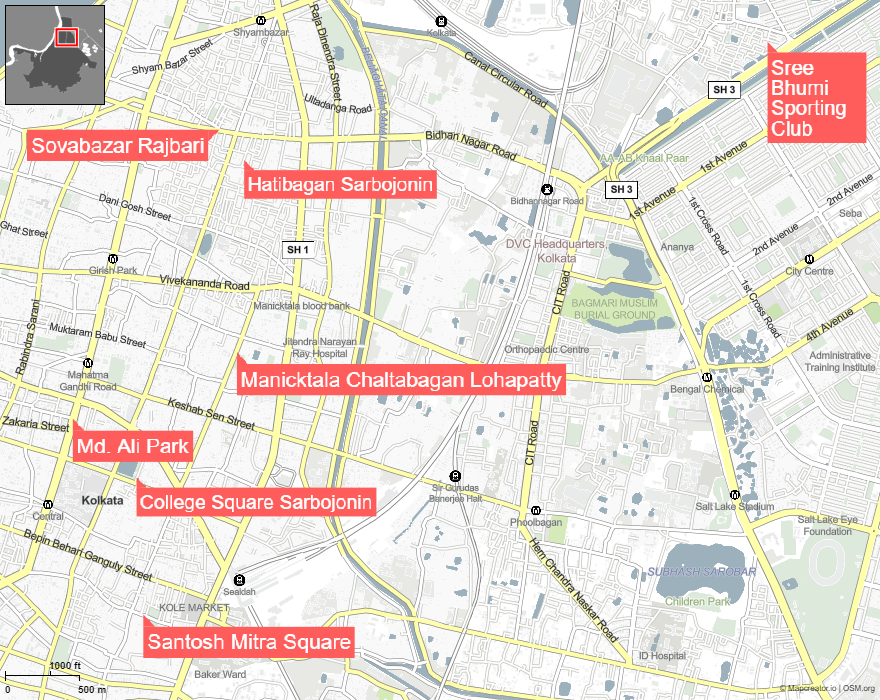 Shyambazar
Kolkata
Shyam Bazar Street
Raja Dinendra Street
Canal Circular Road
Ulladanga Road
SH 3
Sree
Bhumi
Sporting
Club
Sovabazar Rajbari
Bidhan Nagar Road
AA-AB Khaal Paar
1st Avenue
Hatibagan Sarbojonin
SH 3
Bidhannagar Road
1st Avenue
2nd Avenue
Dani Gosh Street
1st Cross Road
Seba
Ghat Street
2nd Avenue
SH 1
DVC Headquarters,
Kolkata
Ananya
Girish Park
City Centre
Vivekananda Road
CIT Road
1st Cross Road
Manicktala blood bank
BAGMARI MUSLIM
BURIAL GROUND
Rabindra Sarani
Muktaram Babu Street
4th Avenue
Jitendra Narayan
Ray Hospital
Orthopaedic Centre
Administrative
Training Institute
Mahatma
Gandhi Road
Manicktala Chaltabagan Lohapatty
Bengal Chemical
Keshab Sen Street
Zakaria Street
Md. Ali Park
CIT Road
Sir Gurudas
Banerjee Halt
Kolkata
College Square Sarbojonin
Salt Lake Stadium
Central
Phoolbagan
Salt Lake Eye
Foundation
Bepin Behari Ganguly Street
Hem Chandra Naskar Road
SUBHASH SAROBAR
Sealdah
Children Park
KOLE MARKET
Santosh Mitra Square
ID Hospital
1000 ft
Baker Ward
0
500 m
© Mapcreator.io | OSM.org